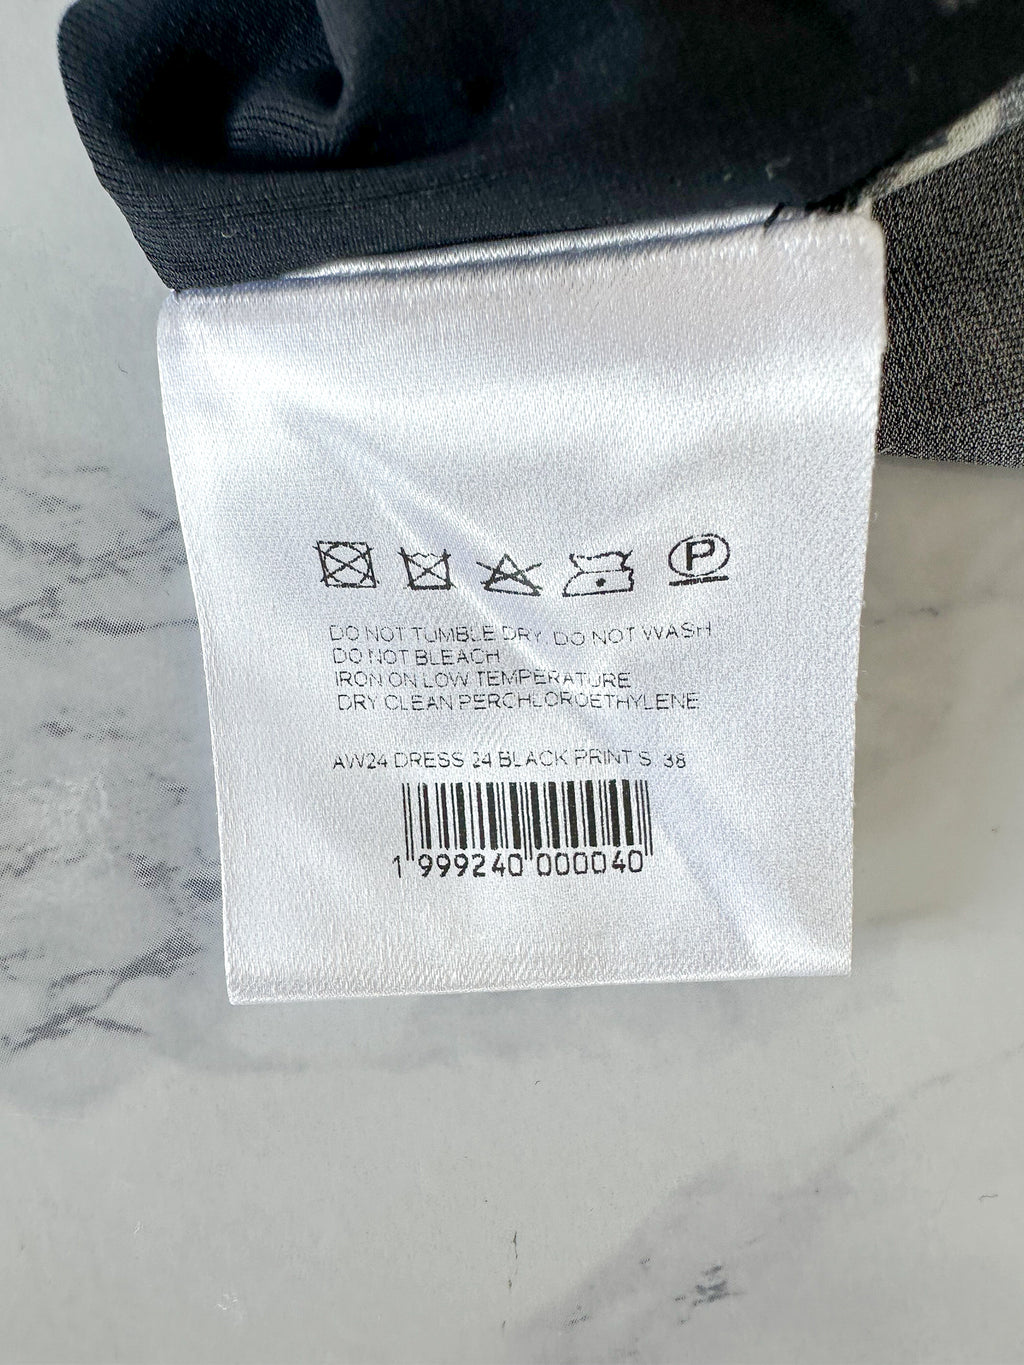 P
DO NOT TUMBLE DRY DO NOT WASH
DO NOT BLEACH
IRON ON LOW TEMPERATURE
DRY CLEAN PERCHLOROETHYLENE
AW24 DRESS 24 BLACK PRINT S 38
1 999240 000040